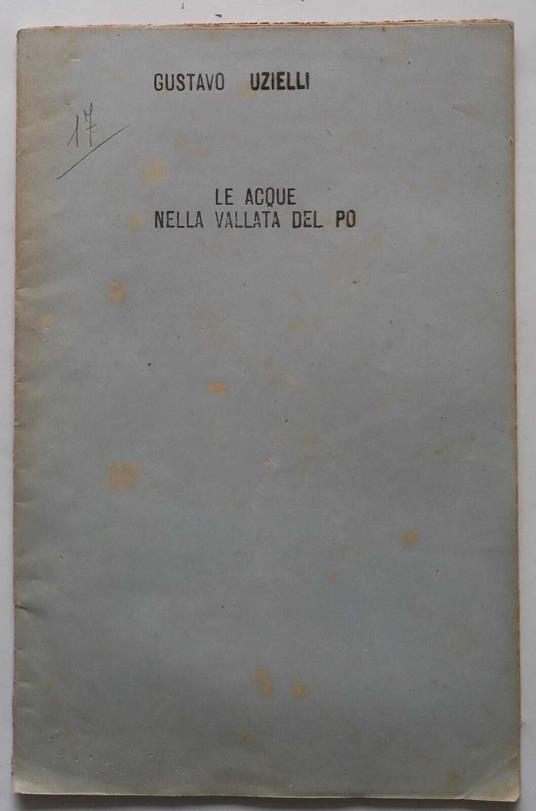 GUSTAVO UZIELLI
17
LE ACQUE
NELLA VALLATA DEL PO